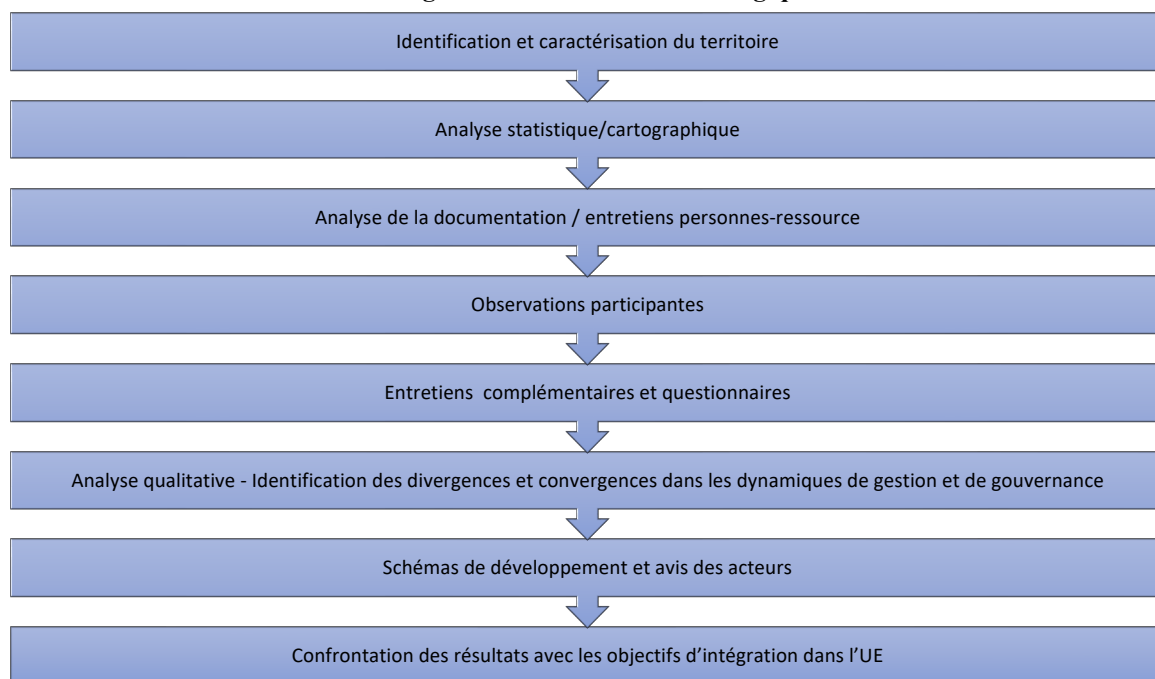 Identification et caractérisation du territoire
Analyse statistique/cartographique
Analyse de la documentation / entretiens personnes-ressource
Observations participantes
Entretiens complémentaires et questionnaires
Analyse qualitative - Identification des divergences et convergences dans les dynamiques de gestion et de gouvernance
Schémas de développement et avis des acteurs
Confrontation des résultats avec les objectifs d'intégration dans l'UE